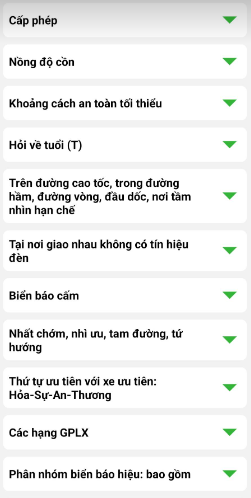 Cấp phép
Nồng độ cồn
Khoảng cách an toàn tối thiểu
Hỏi về tuổi (T)
Trên đường cao tốc, trong đường
hầm, đường vòng, đầu dốc, nơi tầm
nhìn hạn chế
Tại nơi giao nhau không có tín hiệu
đèn
Biển báo cấm
Nhất chớm, nhì ưu, tam đường, tứ
hướng
Thứ tự ưu tiên với xe ưu tiên:
Hỏa-Sự-An-Thương
Các hạng GPLX
Phân nhóm biển báo hiệu: bao gồm